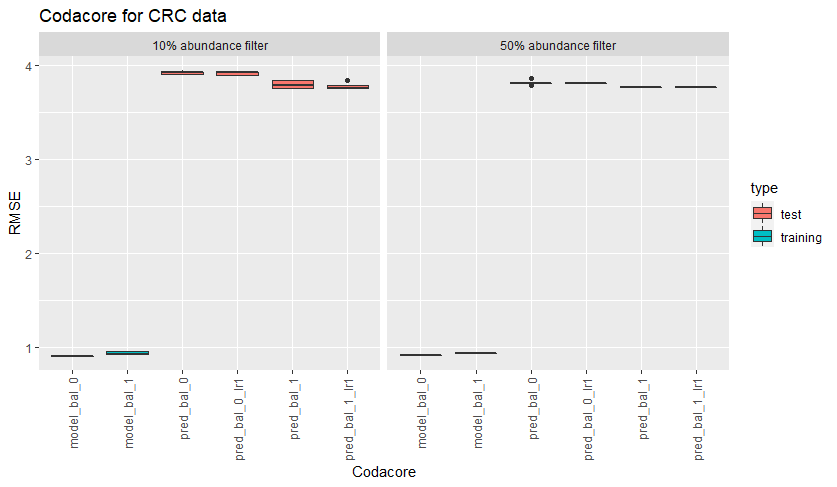 Codacore for CRC data
10% abundance filter
50% abundance filter
4
3
2
1
RMSE
model_bal_0
model_bal_1
pred_bal_0
pred_bal_0_lr1
pred_bal_1
pred_bal_1_lr1
model_bal_0
model_bal_1
pred_bal_0
pred_bal_0_lr1
pred_bal_1
pred_bal_1_lr1
Codacore
type
test
training